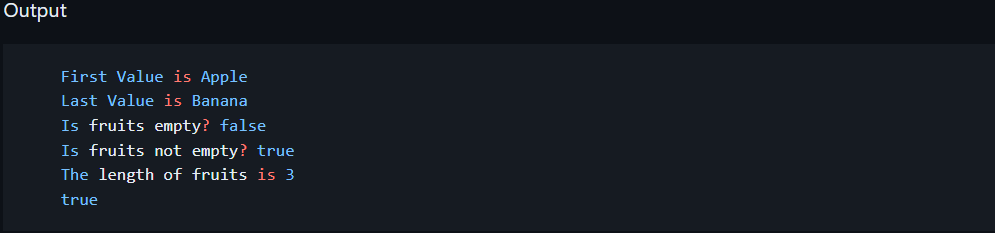 Output
First Value is Apple
Last Value is Banana
Is fruits empty? false
Is fruits not empty? true
The length of fruits is 3
true